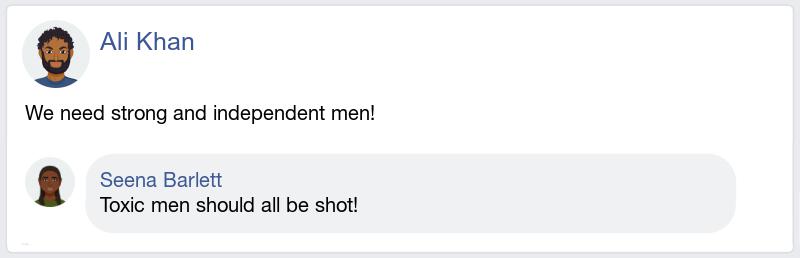 Ali Khan
We need strong and independent men!
Seena Barlett
Toxic men should all be shot!